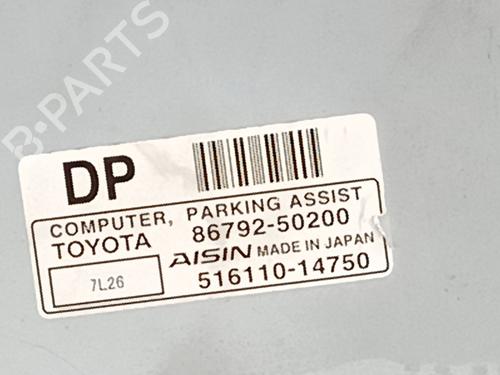 B-PARTS
DP
COMPUTER, PARKING ASSIST
TOYOTA 86792-50200
7L26 AISIN MADE IN JAPAN
516110-14750